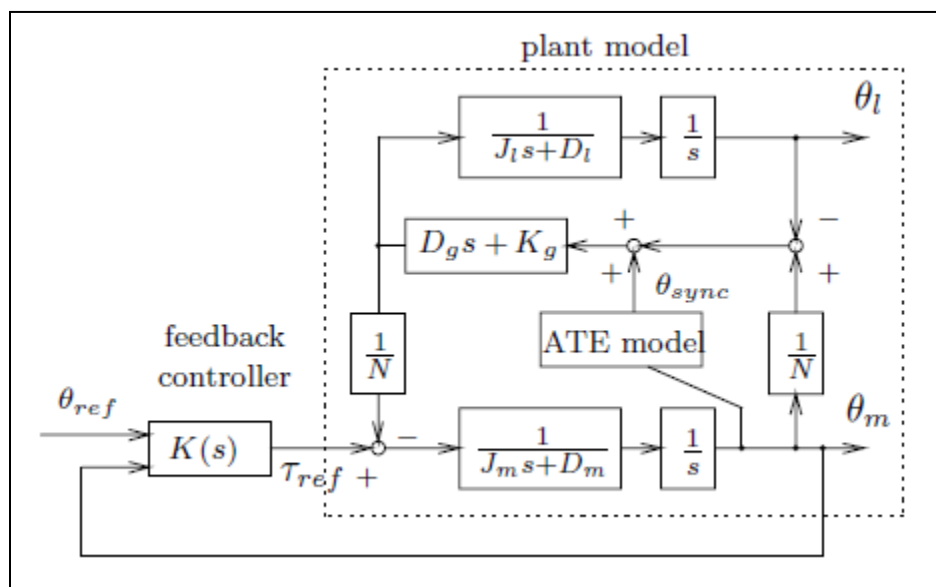 plant model
θ_l
1/(J_l s+D_l)
1/s
+
−
D_g s + K_g
+
+
θ_sync
feedback
controller
1/N
ATE model
1/N
θ_ref
θ_m
K(s)
−
1/(J_m s+D_m)
1/s
τ_ref +